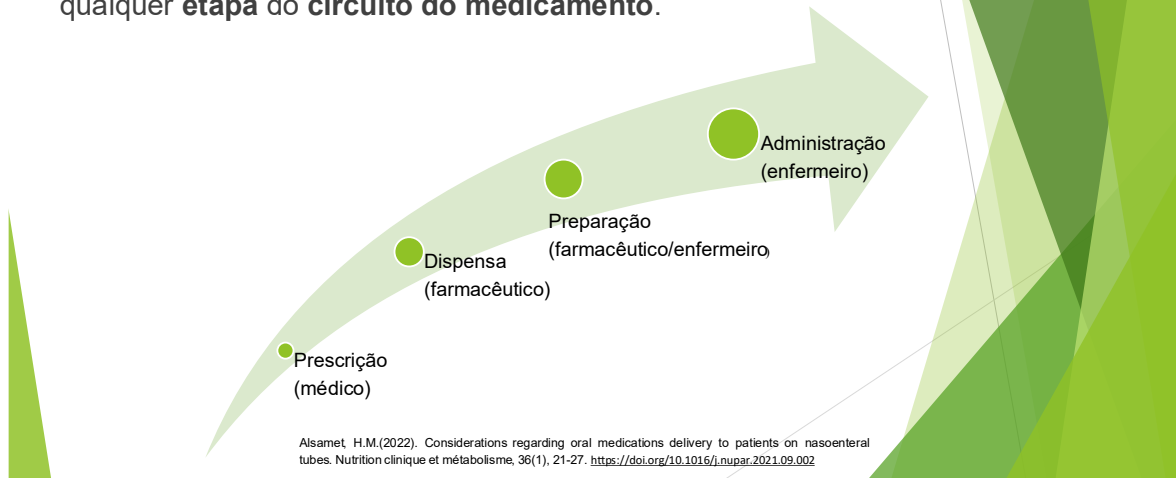 qualquer etapa do circuito do medicamento.
Administração
(enfermeiro)
Preparação
(farmacêutico/enfermeiro)
Dispensa
(farmacêutico)
Prescrição
(médico)
Alsamet, H.M.(2022). Considerations regarding oral medications delivery to patients on nasoenteral
tubes. Nutrition clinique et métabolisme, 36(1), 21-27. https://doi.org/10.1016/j.nupar.2021.09.002